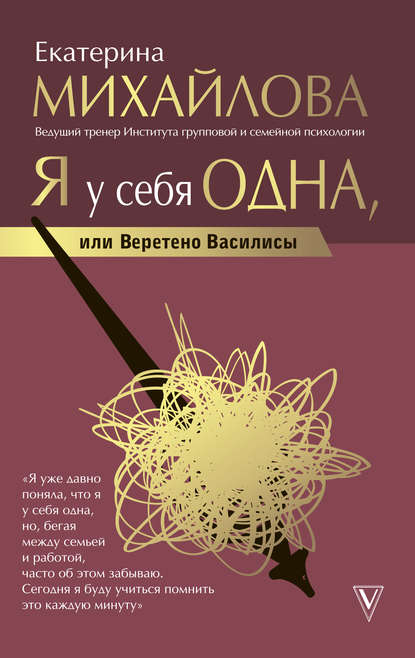 Екатерина
МИХАЙЛОВА
Ведущий тренер Института групповой и семейной психологии
Я у себя ОДНА,
или Веретено Василисы
«Я уже давно
поняла, что я
у себя одна,
но, бегая
между семьей
и работой,
часто об этом забываю.
Сегодня я буду учиться помнить
это каждую минуту»
V